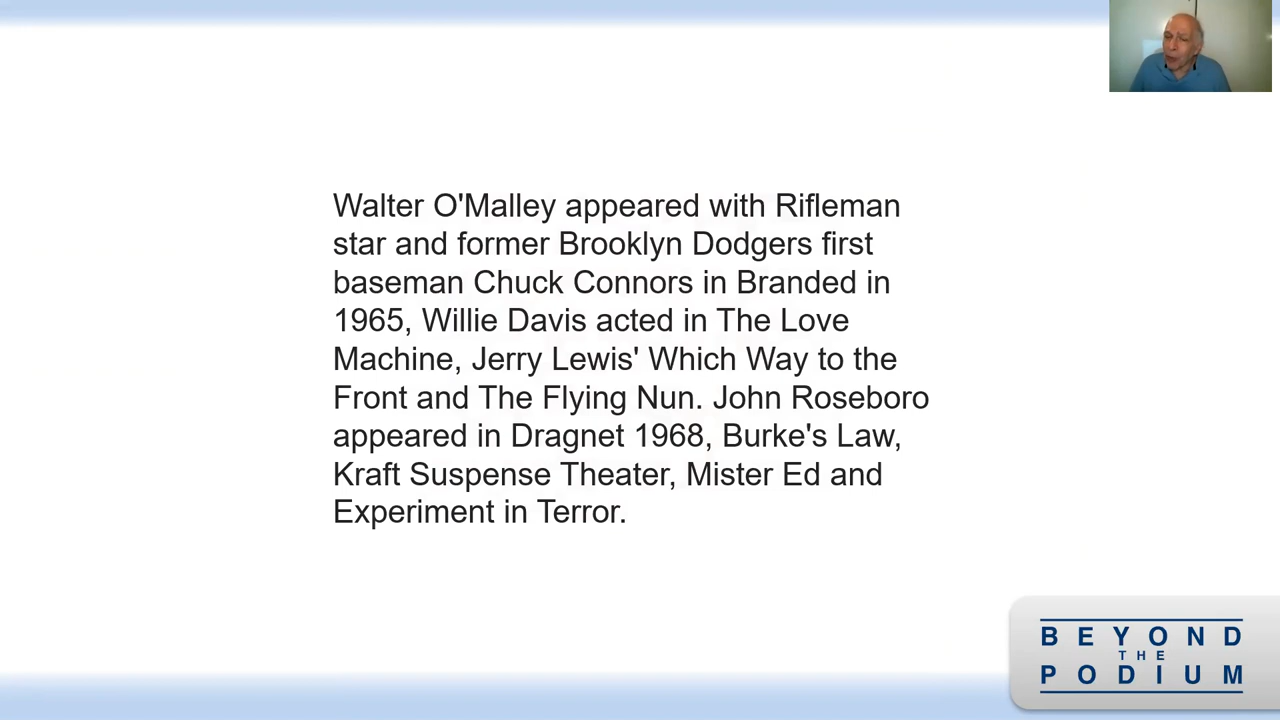 Walter O'Malley appeared with Rifleman
star and former Brooklyn Dodgers first
baseman Chuck Connors in Branded in
1965, Willie Davis acted in The Love
Machine, Jerry Lewis' Which Way to the
Front and The Flying Nun. John Roseboro
appeared in Dragnet 1968, Burke's Law,
Kraft Suspense Theater, Mister Ed and
Experiment in Terror.
BEYOND
THE
PODIUM